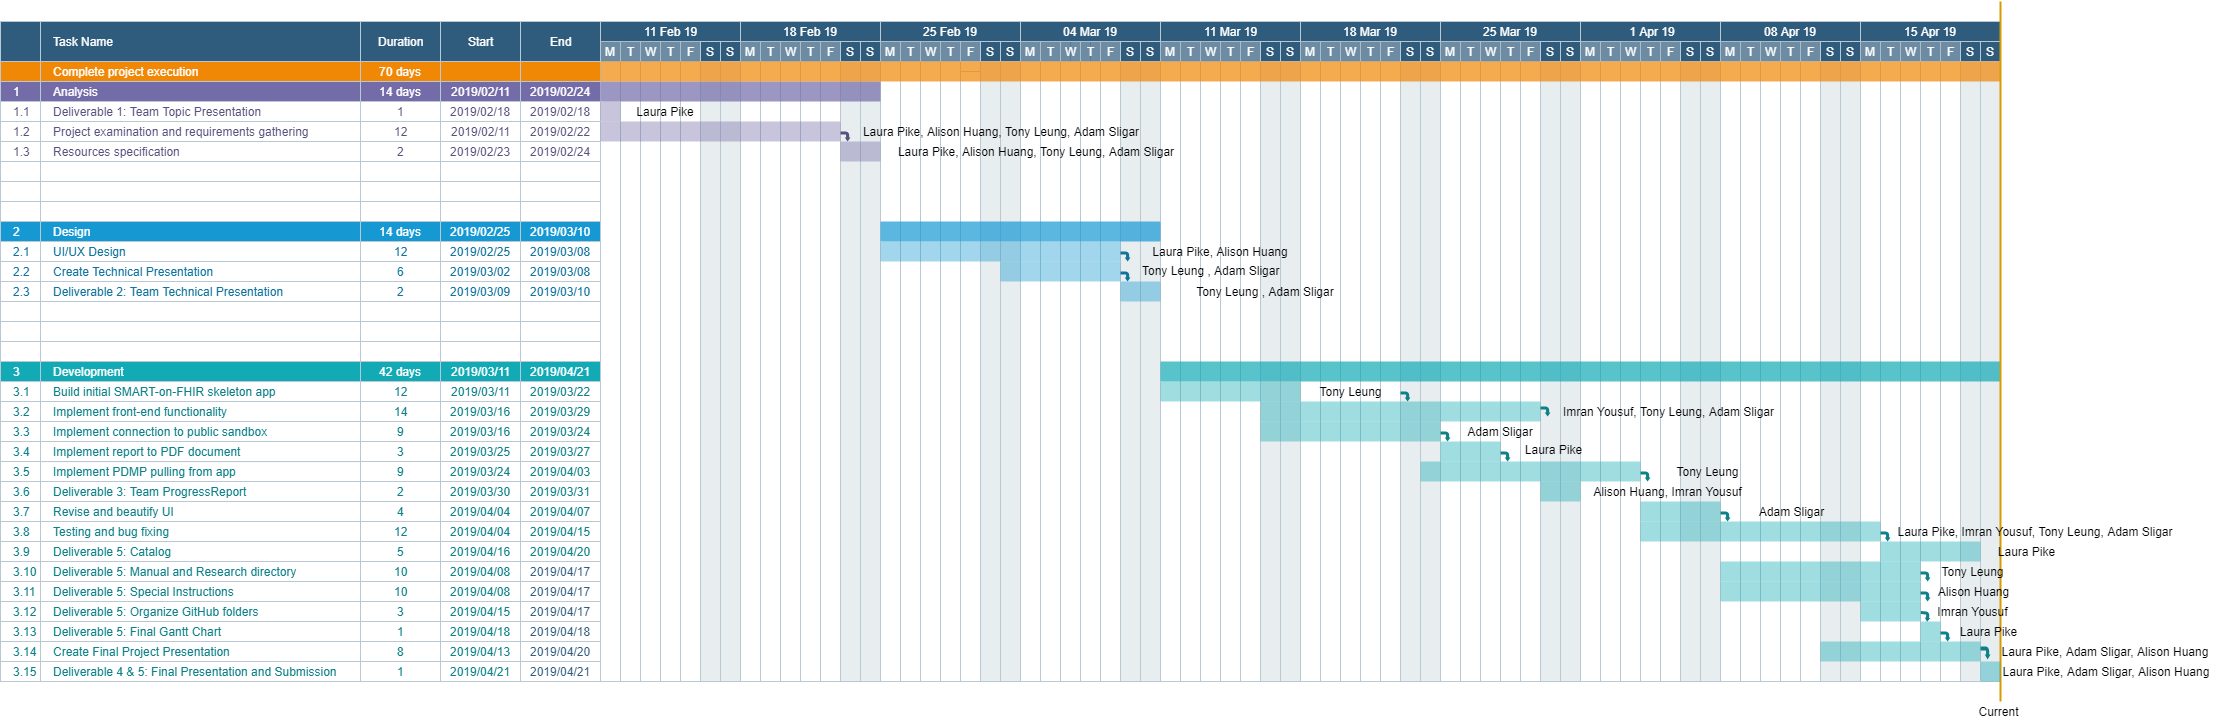 Task Name Duration Start End 11 Feb 19 18 Feb 19 25 Feb 19 04 Mar 19 11 Mar 19 18 Mar 19 25 Mar 19 1 Apr 19 08 Apr 19 15 Apr 19
M T W T F S S M T W T F S S M T W T F S S M T W T F S S M T W T F S S M T W T F S S M T W T F S S M T W T F S S M T W T F S S M T W T F S S
Complete project execution 70 days
1 Analysis 14 days 2019/02/11 2019/02/24
1.1 Deliverable 1: Team Topic Presentation 1 2019/02/18 2019/02/18 Laura Pike
1.2 Project examination and requirements gathering 12 2019/02/11 2019/02/22 Laura Pike, Alison Huang, Tony Leung, Adam Sligar
1.3 Resources specification 2 2019/02/23 2019/02/24 Laura Pike, Alison Huang, Tony Leung, Adam Sligar
2 Design 14 days 2019/02/25 2019/03/10
2.1 UI/UX Design 12 2019/02/25 2019/03/08 Laura Pike, Alison Huang
2.2 Create Technical Presentation 6 2019/03/02 2019/03/08 Tony Leung , Adam Sligar
2.3 Deliverable 2: Team Technical Presentation 2 2019/03/09 2019/03/10 Tony Leung , Adam Sligar
3 Development 42 days 2019/03/11 2019/04/21
3.1 Build initial SMART-on-FHIR skeleton app 12 2019/03/11 2019/03/22 Tony Leung
3.2 Implement front-end functionality 14 2019/03/16 2019/03/29 Imran Yousuf, Tony Leung, Adam Sligar
3.3 Implement connection to public sandbox 9 2019/03/16 2019/03/24 Adam Sligar
3.4 Implement report to PDF document 3 2019/03/25 2019/03/27 Laura Pike
3.5 Implement PDMP pulling from app 9 2019/03/24 2019/04/03 Tony Leung
3.6 Deliverable 3: Team ProgressReport 2 2019/03/30 2019/03/31 Alison Huang, Imran Yousuf
3.7 Revise and beautify UI 4 2019/04/04 2019/04/07 Adam Sligar
3.8 Testing and bug fixing 12 2019/04/04 2019/04/15 Laura Pike, Imran Yousuf, Tony Leung, Adam Sligar
3.9 Deliverable 5: Catalog 5 2019/04/16 2019/04/20 Laura Pike
3.10 Deliverable 5: Manual and Research directory 10 2019/04/08 2019/04/17 Tony Leung
3.11 Deliverable 5: Special Instructions 10 2019/04/08 2019/04/17 Alison Huang
3.12 Deliverable 5: Organize GitHub folders 3 2019/04/15 2019/04/17 Imran Yousuf
3.13 Deliverable 5: Final Gantt Chart 1 2019/04/18 2019/04/18 Laura Pike
3.14 Create Final Project Presentation 8 2019/04/13 2019/04/20 Laura Pike, Adam Sligar, Alison Huang
3.15 Deliverable 4 & 5: Final Presentation and Submission 1 2019/04/21 2019/04/21 Laura Pike, Adam Sligar, Alison Huang
Current